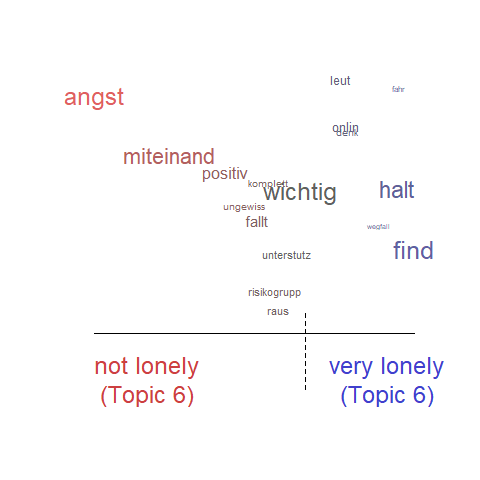 leut
fahr
angst
onlin
denk
miteinand
positiv
komplett
wichtig
halt
ungewiss
fallt
wegfall
find
unterstutz
risikogrupp
raus
not lonely
(Topic 6)
very lonely
(Topic 6)